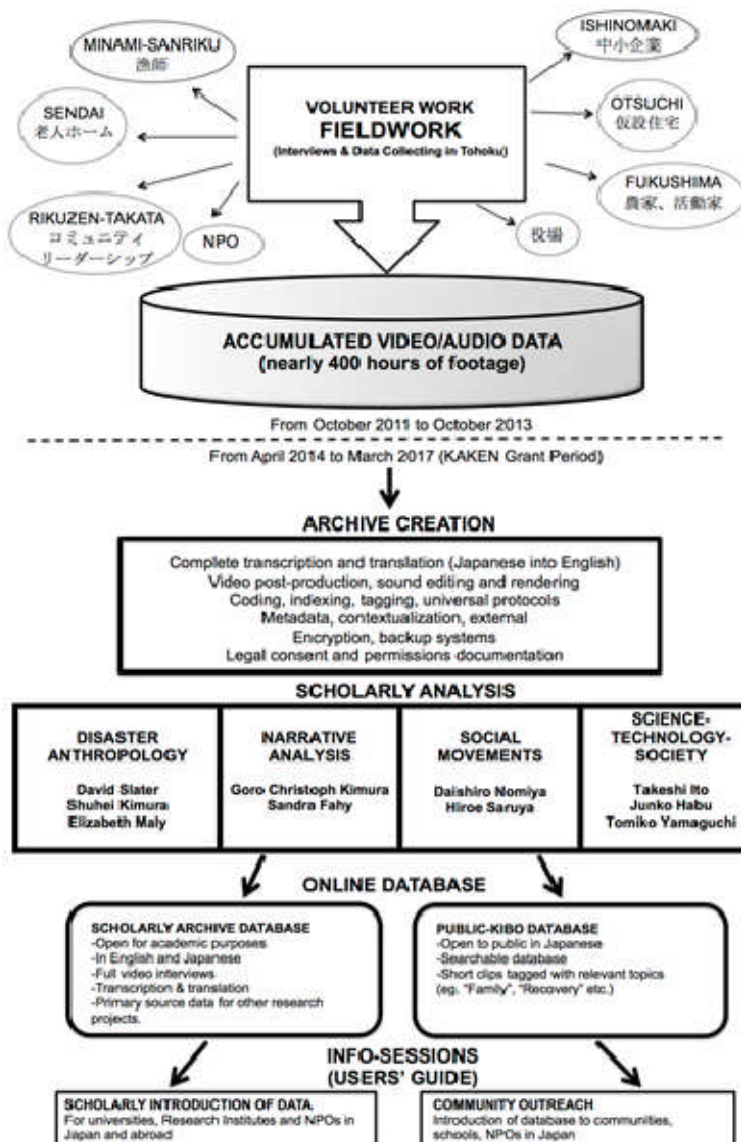 MINAMI-SANRIKU
漁師
ISHINOMAKI
中小企業
SENDAI
老人ホーム
VOLUNTEER WORK
FIELDWORK
(Interviews & Data Collecting in Tohoku)
OTSUCHI
仮設住宅
RIKUZEN-TAKATA
コミュニティ
リーダーシップ
NPO
役場
FUKUSHIMA
農家、活動家
ACCUMULATED VIDEO/AUDIO DATA
(nearly 400 hours of footage)
From October 2011 to October 2013
From April 2014 to March 2017 (KAKEN Grant Period)
ARCHIVE CREATION
Complete transcription and translation (Japanese into English)
Video post-production, sound editing and rendering
Coding, indexing, tagging, universal protocols
Metadata, contextualization, external
Encryption, backup systems
Legal consent and permissions documentation
SCHOLARLY ANALYSIS
DISASTER
ANTHROPOLOGY
David Slater
Shuhei Kimura
Elizabeth Maly
NARRATIVE
ANALYSIS
Goro Christoph Kimura
Sandra Fahy
SOCIAL
MOVEMENTS
Daiishiro Nomiya
Hiroe Saruya
SCIENCE-
TECHNOLOGY-
SOCIETY
Takeshi Ito
Junko Habu
Tomiko Yamaguchi
ONLINE DATABASE
SCHOLARLY ARCHIVE DATABASE
-Open for academic purposes
-In English and Japanese
-Full video interviews
-Transcription & translation
-Primary source data for other research
projects.
PUBLIC-KIBO DATABASE
-Open to public in Japanese
-Searchable database
-Short clips tagged with relevant topics
(eg. "Family", "Recovery" etc.)
INFO-SESSIONS
(USERS' GUIDE)
SCHOLARLY INTRODUCTION OF DATA:
For universities, Research Institutes and NPOs in
Japan and abroad
COMMUNITY OUTREACH
Introduction of database to communities,
schools, NPOs in Japan